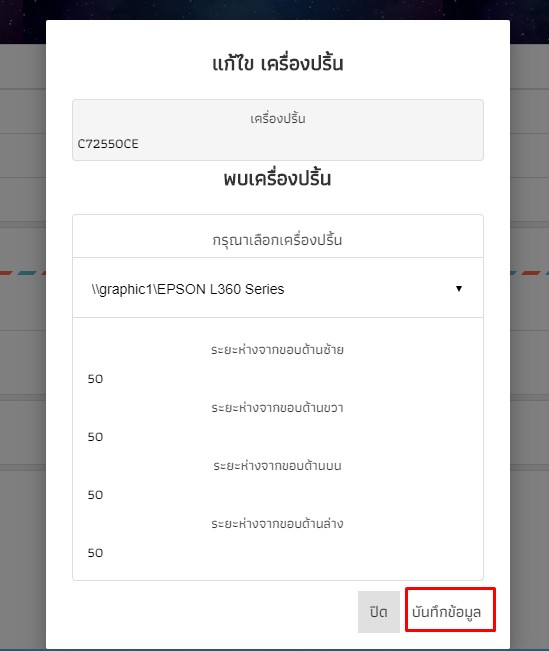 แก้ไข เครื่องปริ้น
เครื่องปริ้น
C72550CE
พบเครื่องปริ้น
กรุณาเลือกเครื่องปริ้น
\\graphic1\EPSON L360 Series
ระยะห่างจากขอบด้านซ้าย
50
ระยะห่างจากขอบด้านขวา
50
ระยะห่างจากขอบด้านบน
50
ระยะห่างจากขอบด้านล่าง
50
ปิด บันทึกข้อมูล